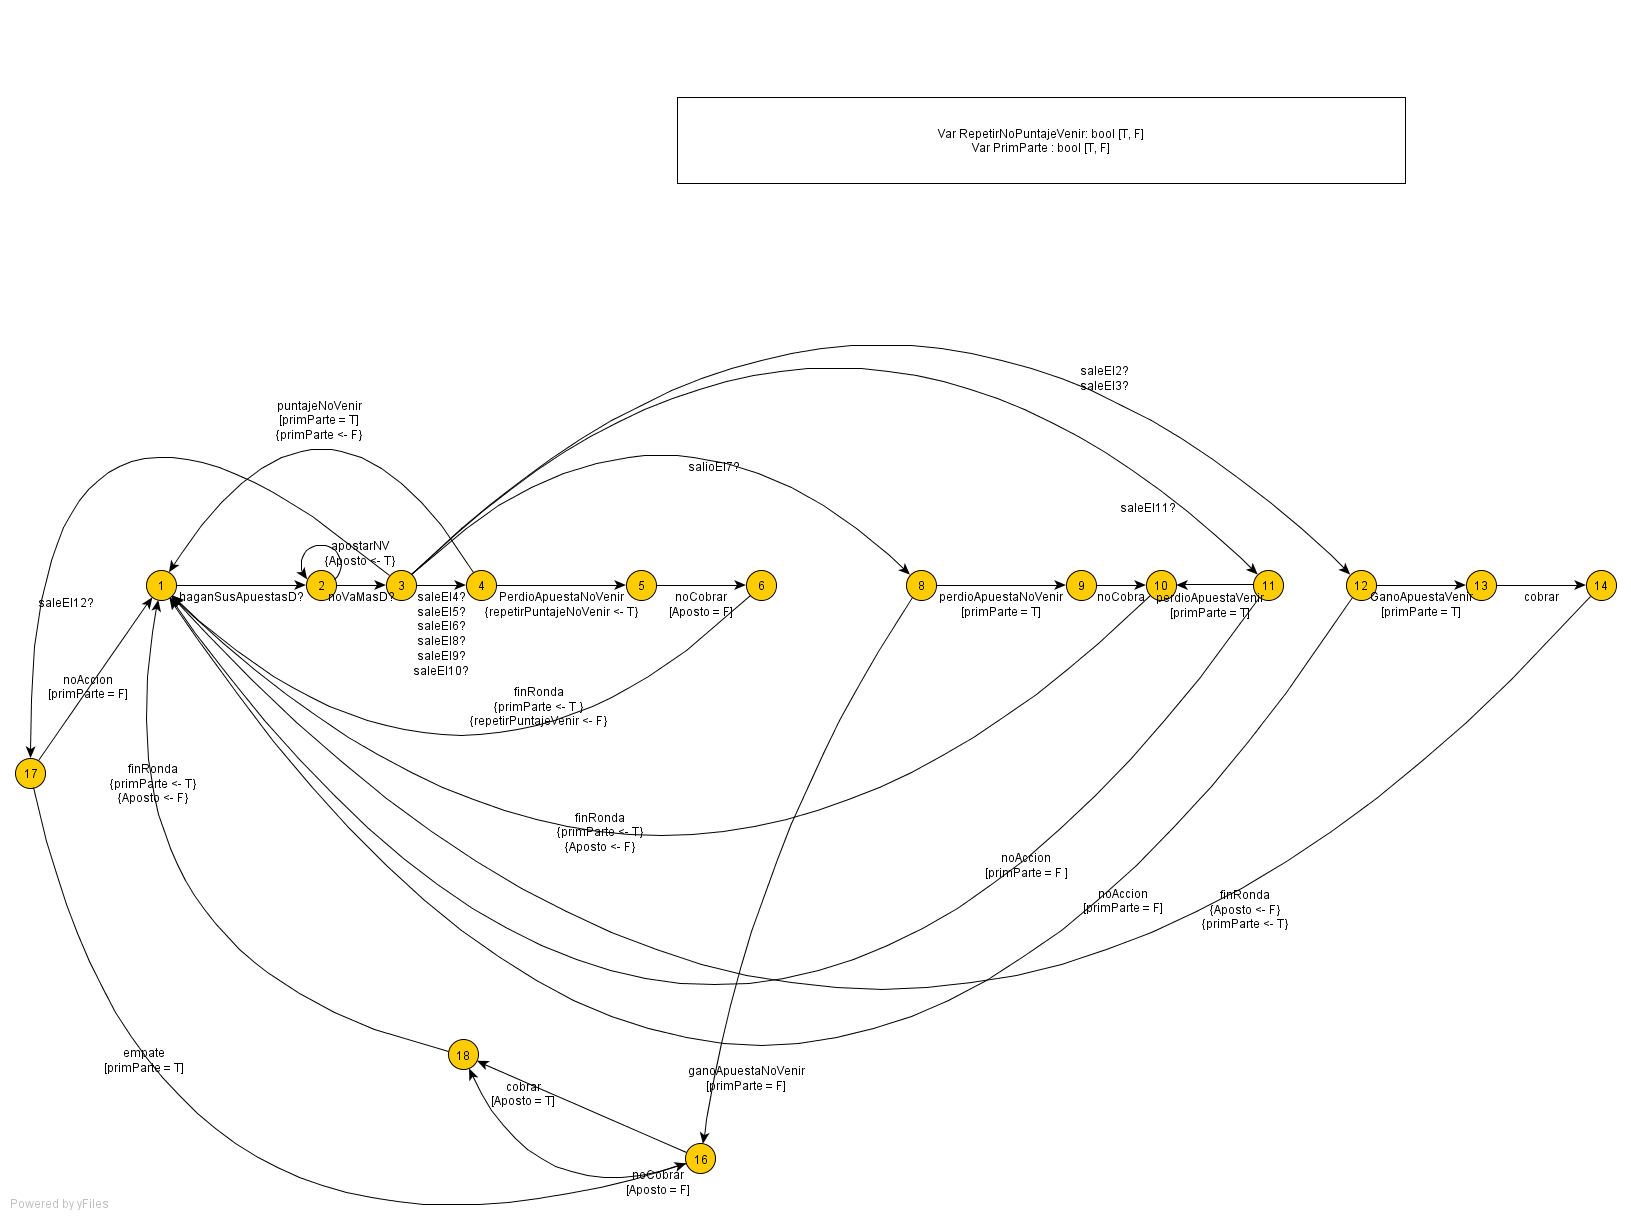 Var RepetirNoPuntajeVenir: bool [T, F]
Var PrimParte : bool [T, F]
saleEl2?
saleEl3?
puntajeNoVenir
[primParte = T]
{primParte <- F}
salioEl7?
saleEl11?
apostarNV
{Aposto <- T}
1
2
3
4
5
6
8
9
10
11
12
13
14
haganSusApuestasD?
noVaMasD?
saleEl4?
saleEl5?
saleEl6?
saleEl8?
saleEl9?
saleEl10?
PerdioApuestaNoVenir
{repetirPuntajeNoVenir <- T}
noCobrar
[Aposto = F]
perdioApuestaNoVenir
[primParte = T]
noCobra
perdioApuestaVenir
[primParte = T]
GanoApuestaVenir
[primParte = T]
cobrar
saleEl12?
noAccion
[primParte = F]
finRonda
{primParte <- T }
{repetirPuntajeVenir <- F}
17
finRonda
{primParte <- T}
{Aposto <- F}
finRonda
{primParte <- T}
{Aposto <- F}
noAccion
[primParte = F ]
noAccion
[primParte = F]
finRonda
{Aposto <- F}
{primParte <- T}
empate
[primParte = T]
18
ganoApuestaNoVenir
[primParte = F]
cobrar
[Aposto = T]
16
noCobrar
[Aposto = F]
Powered by yFiles